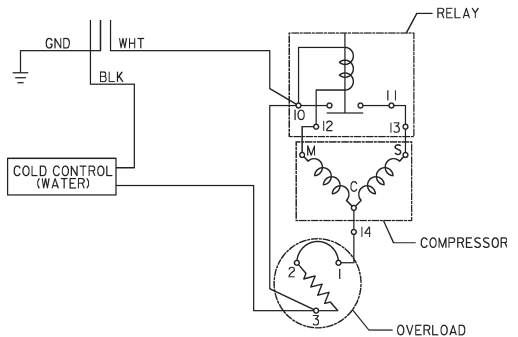 RELAY
GND
WHT
BLK
10
11
12
13
M
S
COLD CONTROL
(WATER)
C
14
COMPRESSOR
2
1
3
OVERLOAD